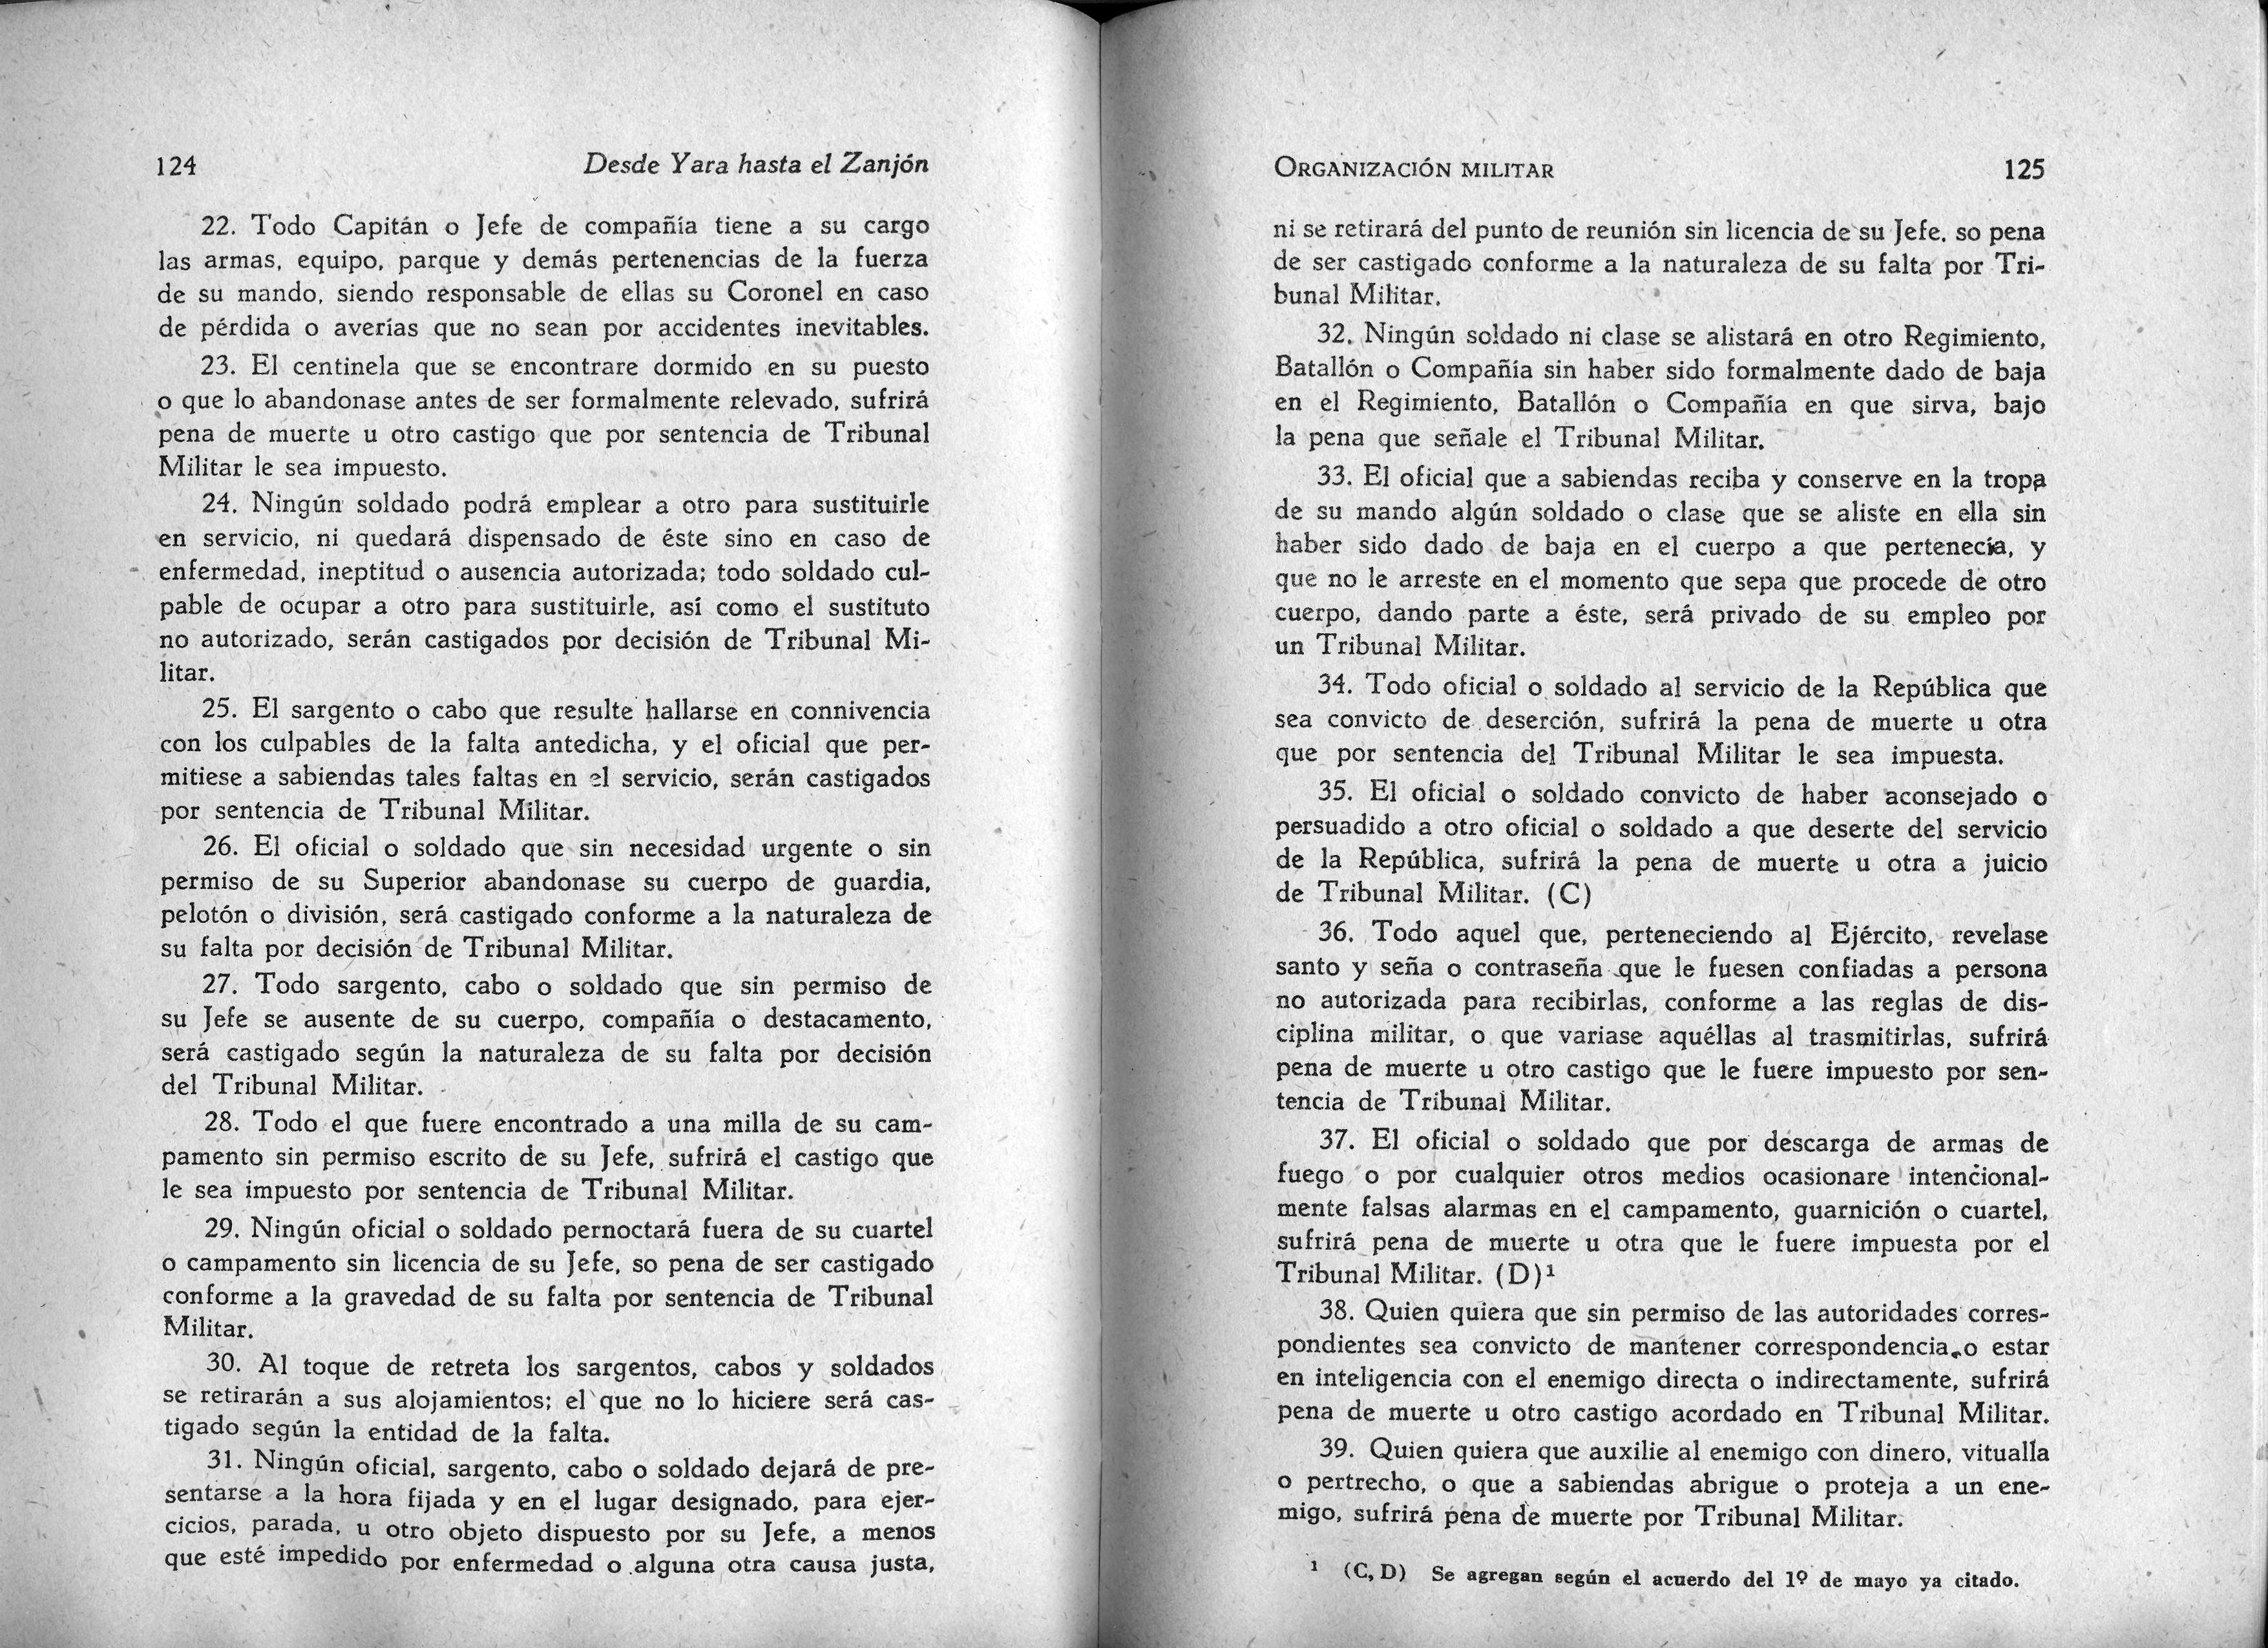 124
Desde Yara hasta el Zanjón
22. Todo Capitán o Jefe de compañía tiene a su cargo
las armas, equipo, parque y demás pertenencias de la fuerza
de su mando, siendo responsable de ellas su Coronel en caso
de pérdida o averías que no sean por accidentes inevitables.
23. El centinela que se encontrare dormido en su puesto
o que lo abandonase antes de ser formalmente relevado, sufrirá
pena de muerte u otro castigo que por sentencia de Tribunal
Militar le sea impuesto.
24. Ningún soldado podrá emplear a otro para sustituirle
en servicio, ni quedará dispensado de éste sino en caso de
enfermedad, ineptitud o ausencia autorizada; todo soldado cul-
pable de ocupar a otro para sustituirle, así como el sustituto
no autorizado, serán castigados por decisión de Tribunal Mi-
litar.
25. El sargento o cabo que resulte hallarse en connivencia
con los culpables de la falta antedicha, y el oficial que per-
mitiese a sabiendas tales faltas en el servicio, serán castigados
por sentencia de Tribunal Militar.
26. El oficial o soldado que sin necesidad urgente o sin
permiso de su Superior abandonase su cuerpo de guardia,
pelotón o división, será castigado conforme a la naturaleza de
su falta por decisión de Tribunal Militar.
27. Todo sargento, cabo o soldado que sin permiso de
su Jefe se ausente de su cuerpo, compañía o destacamento,
será castigado según la naturaleza de su falta por decisión
del Tribunal Militar.
28. Todo el que fuere encontrado a una milla de su cam-
pamento sin permiso escrito de su Jefe, sufrirá el castigo que
le sea impuesto por sentencia de Tribunal Militar.
29. Ningún oficial o soldado pernoctará fuera de su cuartel
o campamento sin licencia de su Jefe, so pena de ser castigado
conforme a la gravedad de su falta por sentencia de Tribunal
Militar.
30. Al toque de retreta los sargentos, cabos y soldados
se retirarán a sus alojamientos; el que no lo hiciere será cas-
tigado según la entidad de la falta.
31. Ningún oficial, sargento, cabo o soldado dejará de pre-
sentarse a la hora fijada y en el lugar designado, para ejer-
cicios, parada, u otro objeto dispuesto por su Jefe, a menos
que esté impedido por enfermedad o alguna otra causa justa,
ORGANIZACIÓN MILITAR
125
ni se retirará del punto de reunión sin licencia de su Jefe. so pena
de ser castigado conforme a la naturaleza de su falta por Tri-
bunal Militar.
32. Ningún soldado ni clase se alistará en otro Regimiento,
Batallón o Compañía sin haber sido formalmente dado de baja
en el Regimiento, Batallón o Compañía en que sirva, bajo
la pena que señale el Tribunal Militar.
33. El oficial que a sabiendas reciba y conserve en la tropa
de su mando algún soldado o clase que se aliste en ella sin
haber sido dado de baja en el cuerpo a que pertenecía, y
que no le arreste en el momento que sepa que procede de otro
cuerpo, dando parte a éste, será privado de su empleo por
un Tribunal Militar.
34. Todo oficial o soldado al servicio de la República que
sea convicto de deserción, sufrirá la pena de muerte u otra
que por sentencia del Tribunal Militar le sea impuesta.
35. El oficial o soldado convicto de haber aconsejado o
persuadido a otro oficial o soldado a que deserte del servicio
de la República, sufrirá la pena de muerte u otra a juicio
de Tribunal Militar. (C)
36. Todo aquel que, perteneciendo al Ejército, revelase
santo y seña o contraseña que le fuesen confiadas a persona
no autorizada para recibirlas, conforme a las reglas de dis-
ciplina militar, o que variase aquéllas al trasmitirlas, sufrirá
pena de muerte u otro castigo que le fuere impuesto por sen-
tencia de Tribunal Militar.
37. El oficial o soldado que por descarga de armas de
fuego o por cualquier otros medios ocasionare intencional-
mente falsas alarmas en el campamento, guarnición o cuartel,
sufrirá pena de muerte u otra que le fuere impuesta por el
Tribunal Militar. (D)¹
38. Quien quiera que sin permiso de las autoridades corres-
pondientes sea convicto de mantener correspondencia o estar
en inteligencia con el enemigo directa o indirectamente, sufrirá
pena de muerte u otro castigo acordado en Tribunal Militar.
39. Quien quiera que auxilie al enemigo con dinero, vitualla
o pertrecho, o que a sabiendas abrigue o proteja a un ene-
migo, sufrirá pena de muerte por Tribunal Militar.
¹ (C, D) Se agregan según el acuerdo del 1º de mayo ya citado.